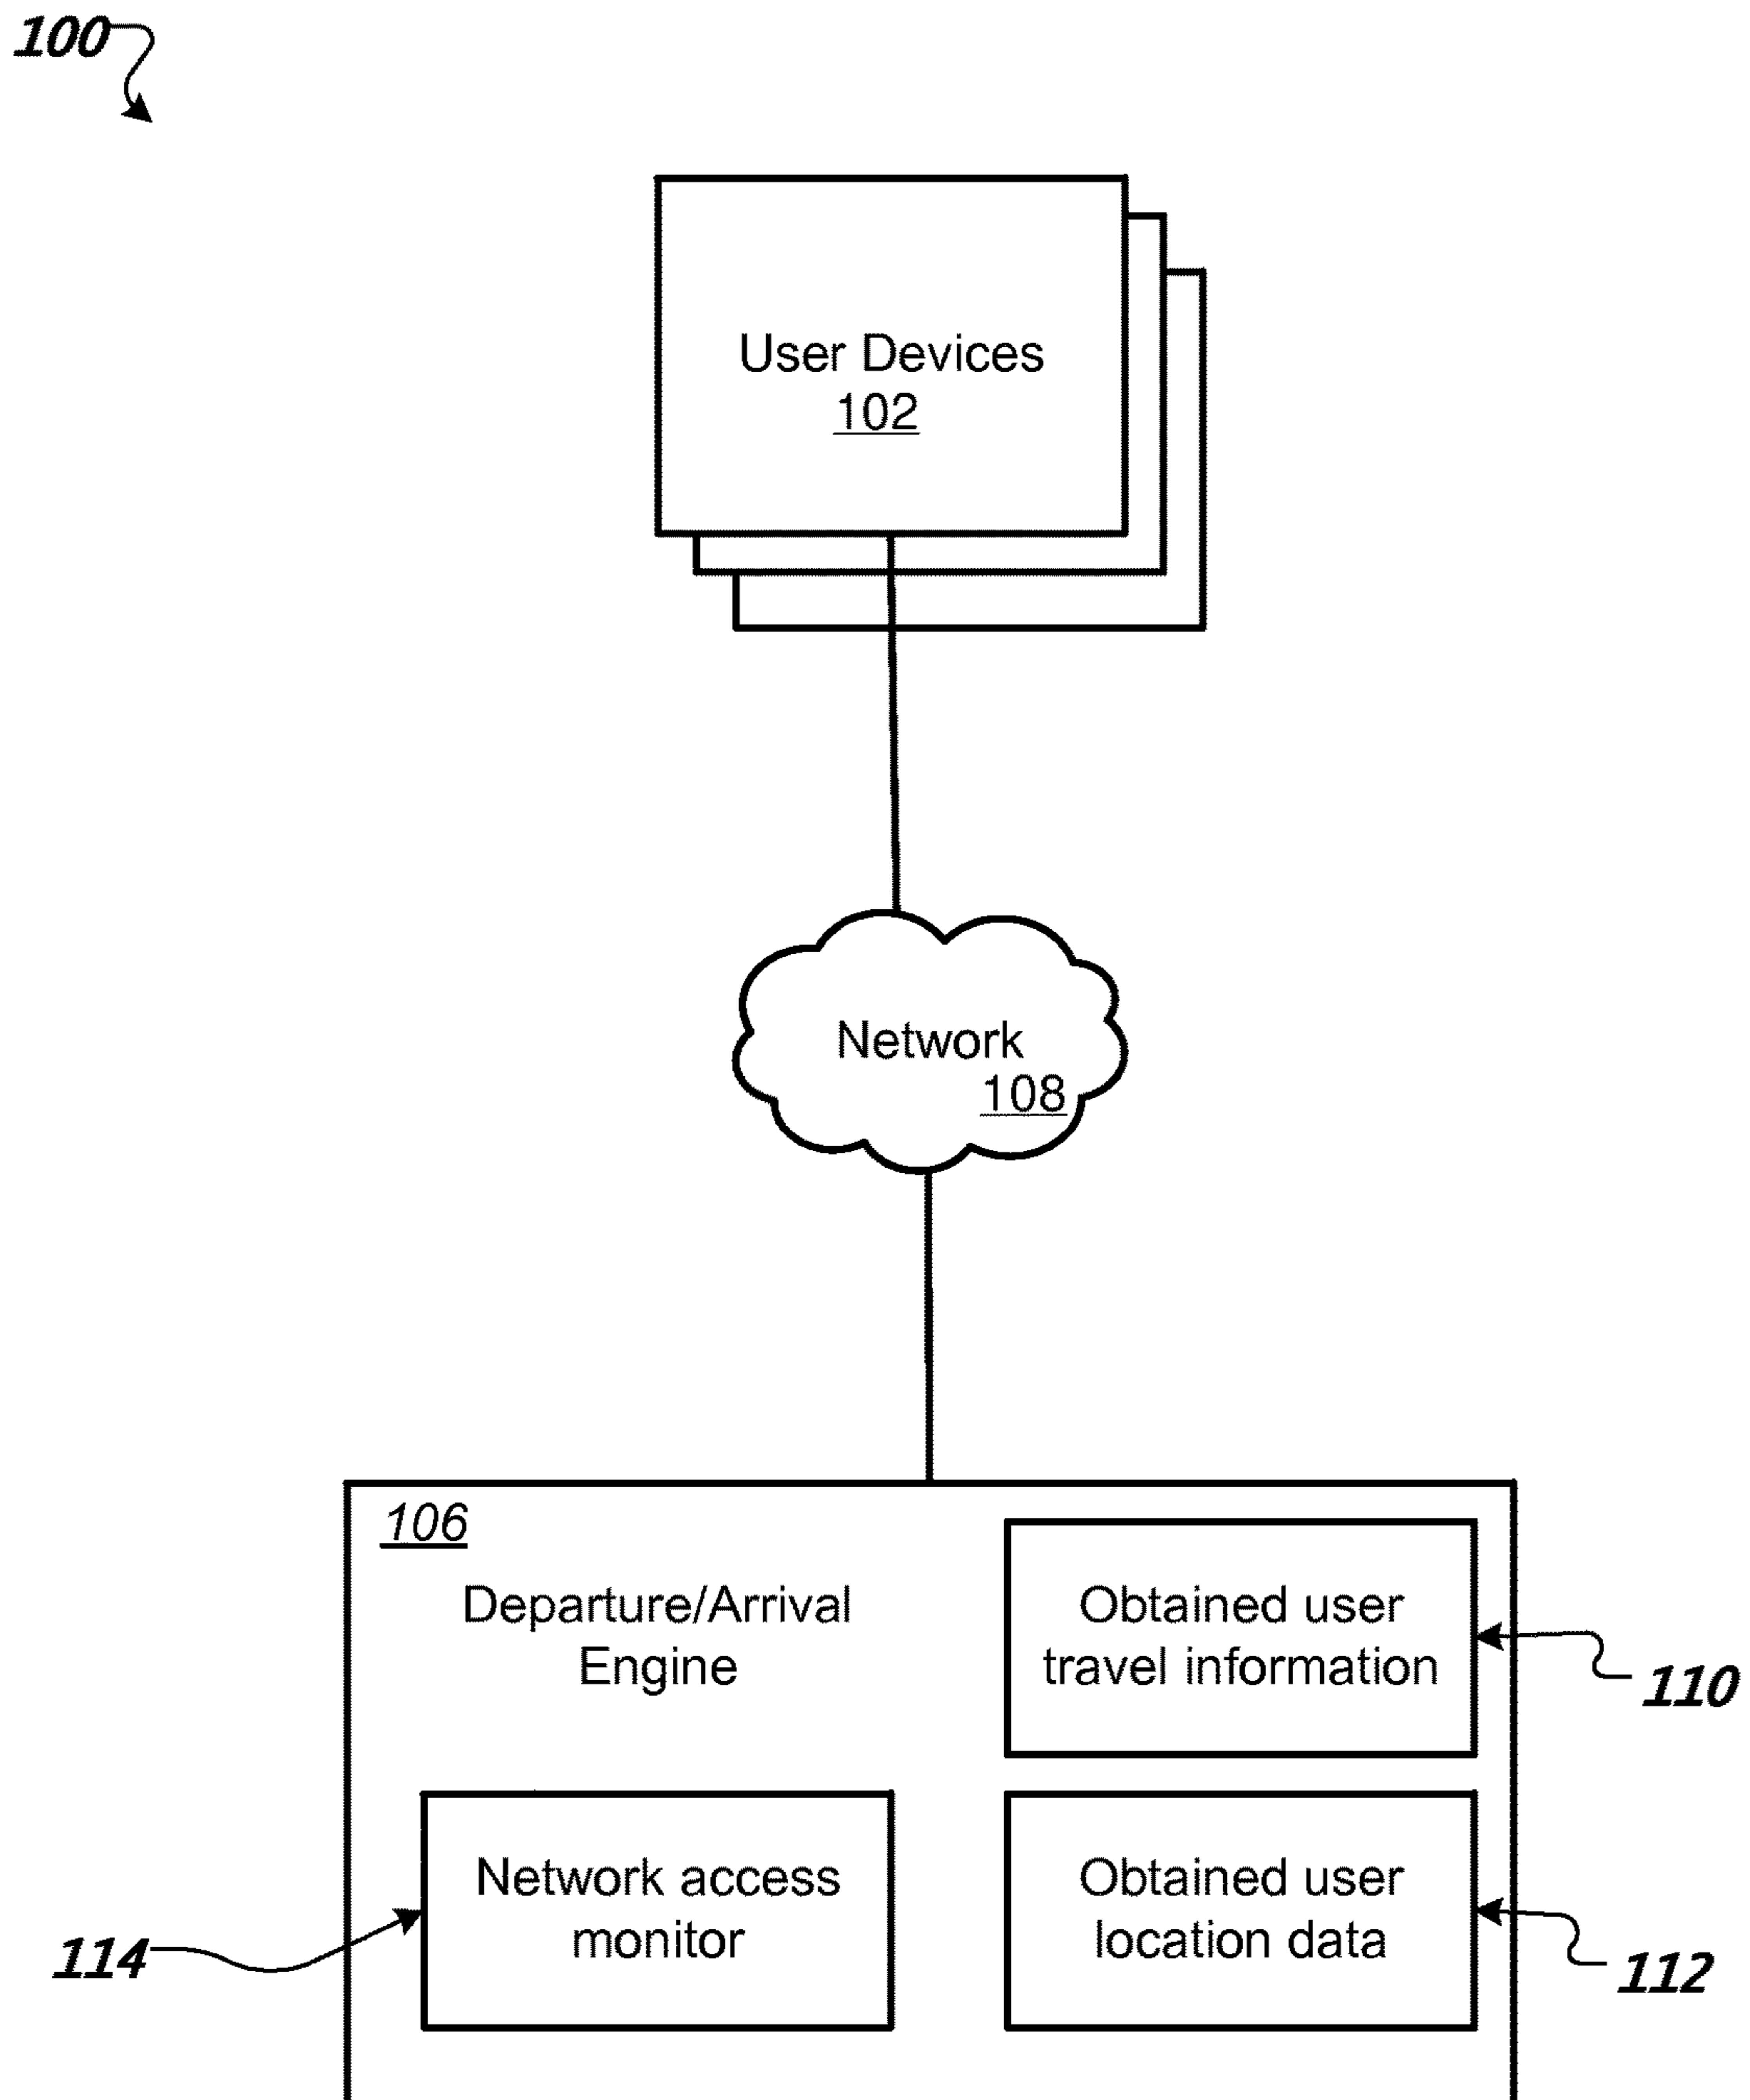 100
User Devices
102
Network
108
106
Departure/Arrival
Engine
Obtained user
travel information
110
Network access
monitor
114
Obtained user
location data
112